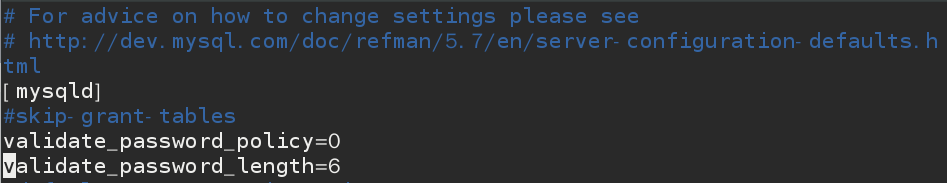 # For advice on how to change settings please see
# http://dev.mysql.com/doc/refman/5.7/en/server-configuration-defaults.h
tml
[mysqld]
#skip-grant-tables
validate_password_policy=0
validate_password_length=6